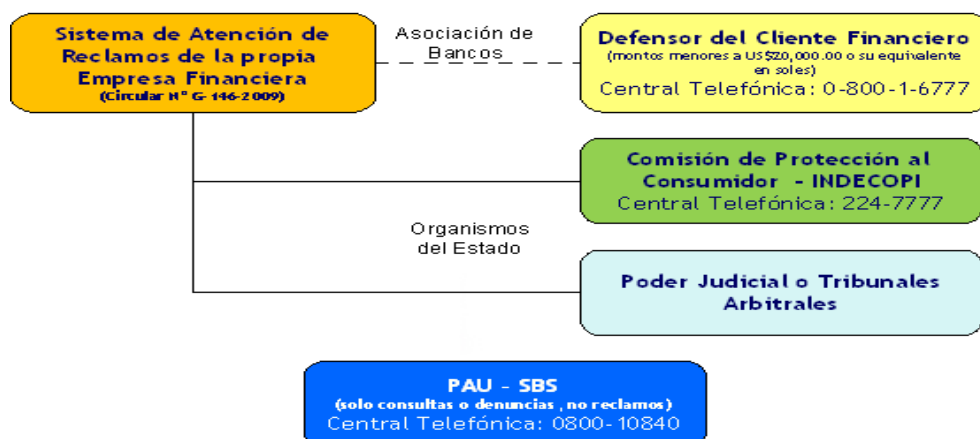 Sistema de Atención de
Reclamos de la propia
Empresa Financiera
(Circular N° G-146-2009)
Asociación de
Bancos
Defensor del Cliente Financiero
(montos menores a US$20,000.00 o su equivalente
en soles)
Central Telefónica: 0-800-1-6777
Comisión de Protección al
Consumidor - INDECOPI
Central Telefónica: 224-7777
Organismos
del Estado
Poder Judicial o Tribunales
Arbitrales
PAU - SBS
(solo consultas o denuncias, no reclamos)
Central Telefónica: 0800-10840